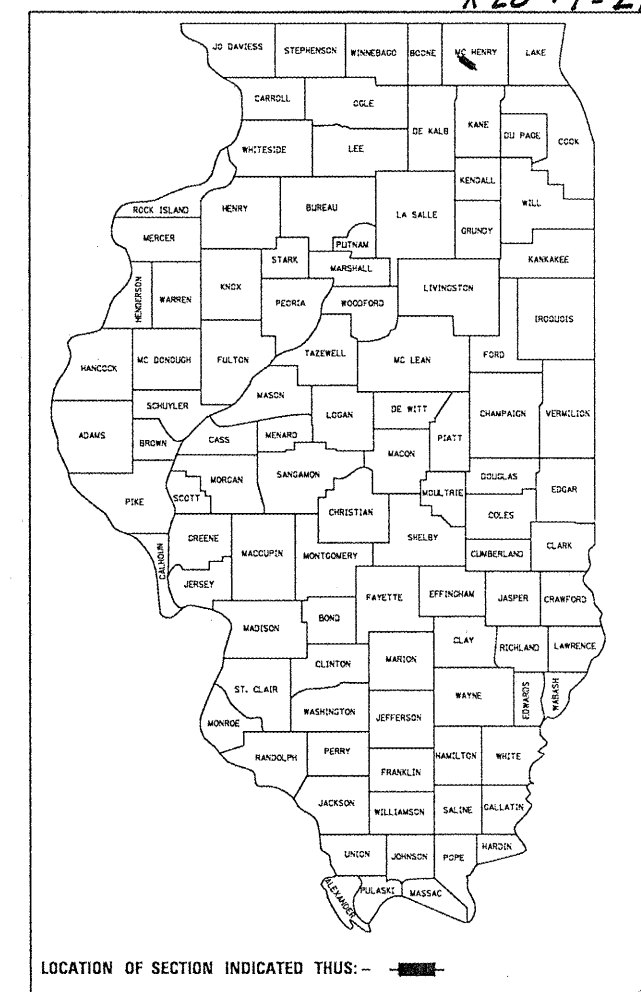 JO DAVIESS STEPHENSON WINNEBAGO BOONE MC HENRY LAKE
CARROLL OGLE DE KALB KANE DU PAGE COOK
WHITESIDE LEE
KENDALL
ROCK ISLAND HENRY BUREAU LA SALLE GRUNDY WILL
MERCER PUTNAM
STARK MARSHALL KANKAKEE
HENDERSON WARREN KNOX PEORIA WOODFORD LIVINGSTON IROQUOIS
HANCOCK MC DONOUGH FULTON TAZEWELL MC LEAN FORD
SCHUYLER MASON LOGAN DE WITT CHAMPAIGN VERMILION
ADAMS BROWN CASS MENARD MACON PIATT
PIKE SCOTT MORGAN SANGAMON MOULTRIE DOUGLAS EDGAR
CHRISTIAN COLES
CALHOUN GREENE MACCUPIN MONTGOMERY SHELBY CUMBERLAND CLARK
JERSEY FAYETTE EFFINGHAM JASPER CRAWFORD
MADISON BOND
CLINTON MARION CLAY RICHLAND LAWRENCE
ST. CLAIR WAYNE EDWARDS WABASH
MONROE WASHINGTON JEFFERSON
RANDOLPH PERRY HAMILTON WHITE
FRANKLIN
JACKSON WILLIAMSON SALINE GALLATIN
UNION JOHNSON POPE HARDIN
ALEXANDER PULASKI MASSAC
LOCATION OF SECTION INDICATED THUS: -